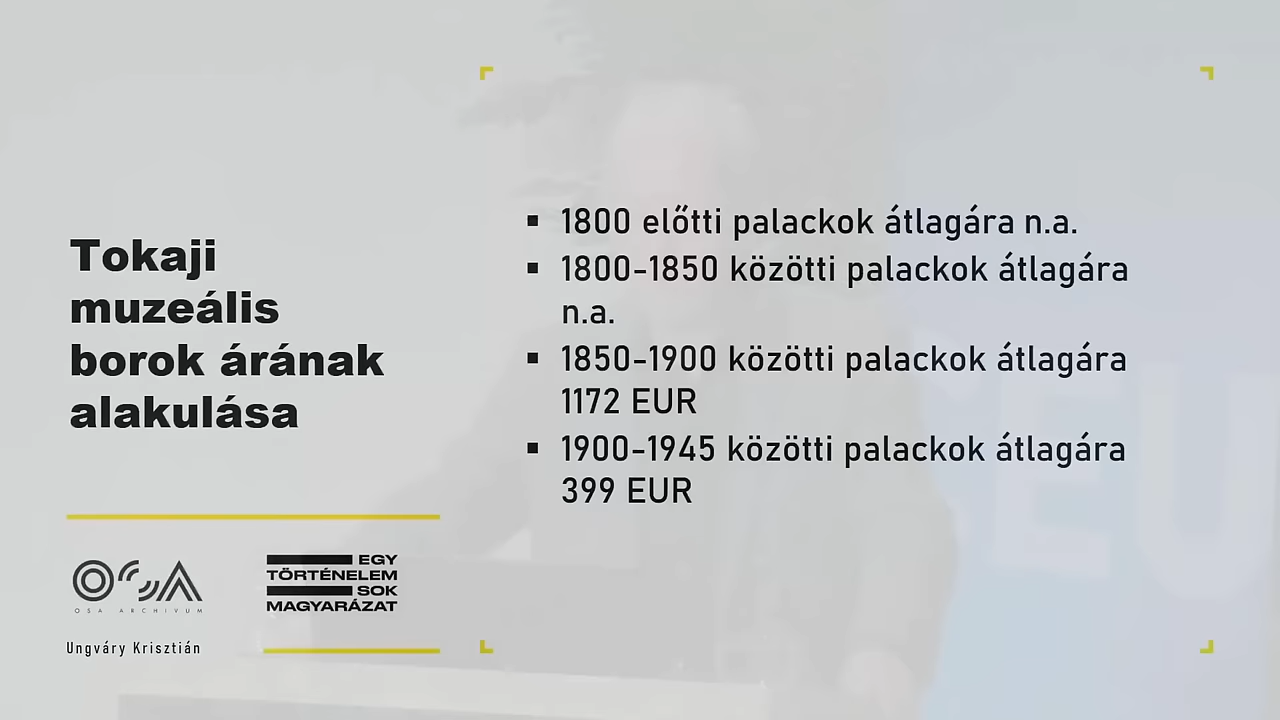 Tokaji
muzeális
borok árának
alakulása
▪ 1800 előtti palackok átlagára n.a.
▪ 1800-1850 közötti palackok átlagára
n.a.
▪ 1850-1900 közötti palackok átlagára
1172 EUR
▪ 1900-1945 közötti palackok átlagára
399 EUR
OSA
OSA ARCHIVUM
EGY
TÖRTÉNELEM
SOK
MAGYARÁZAT
Ungváry Krisztián